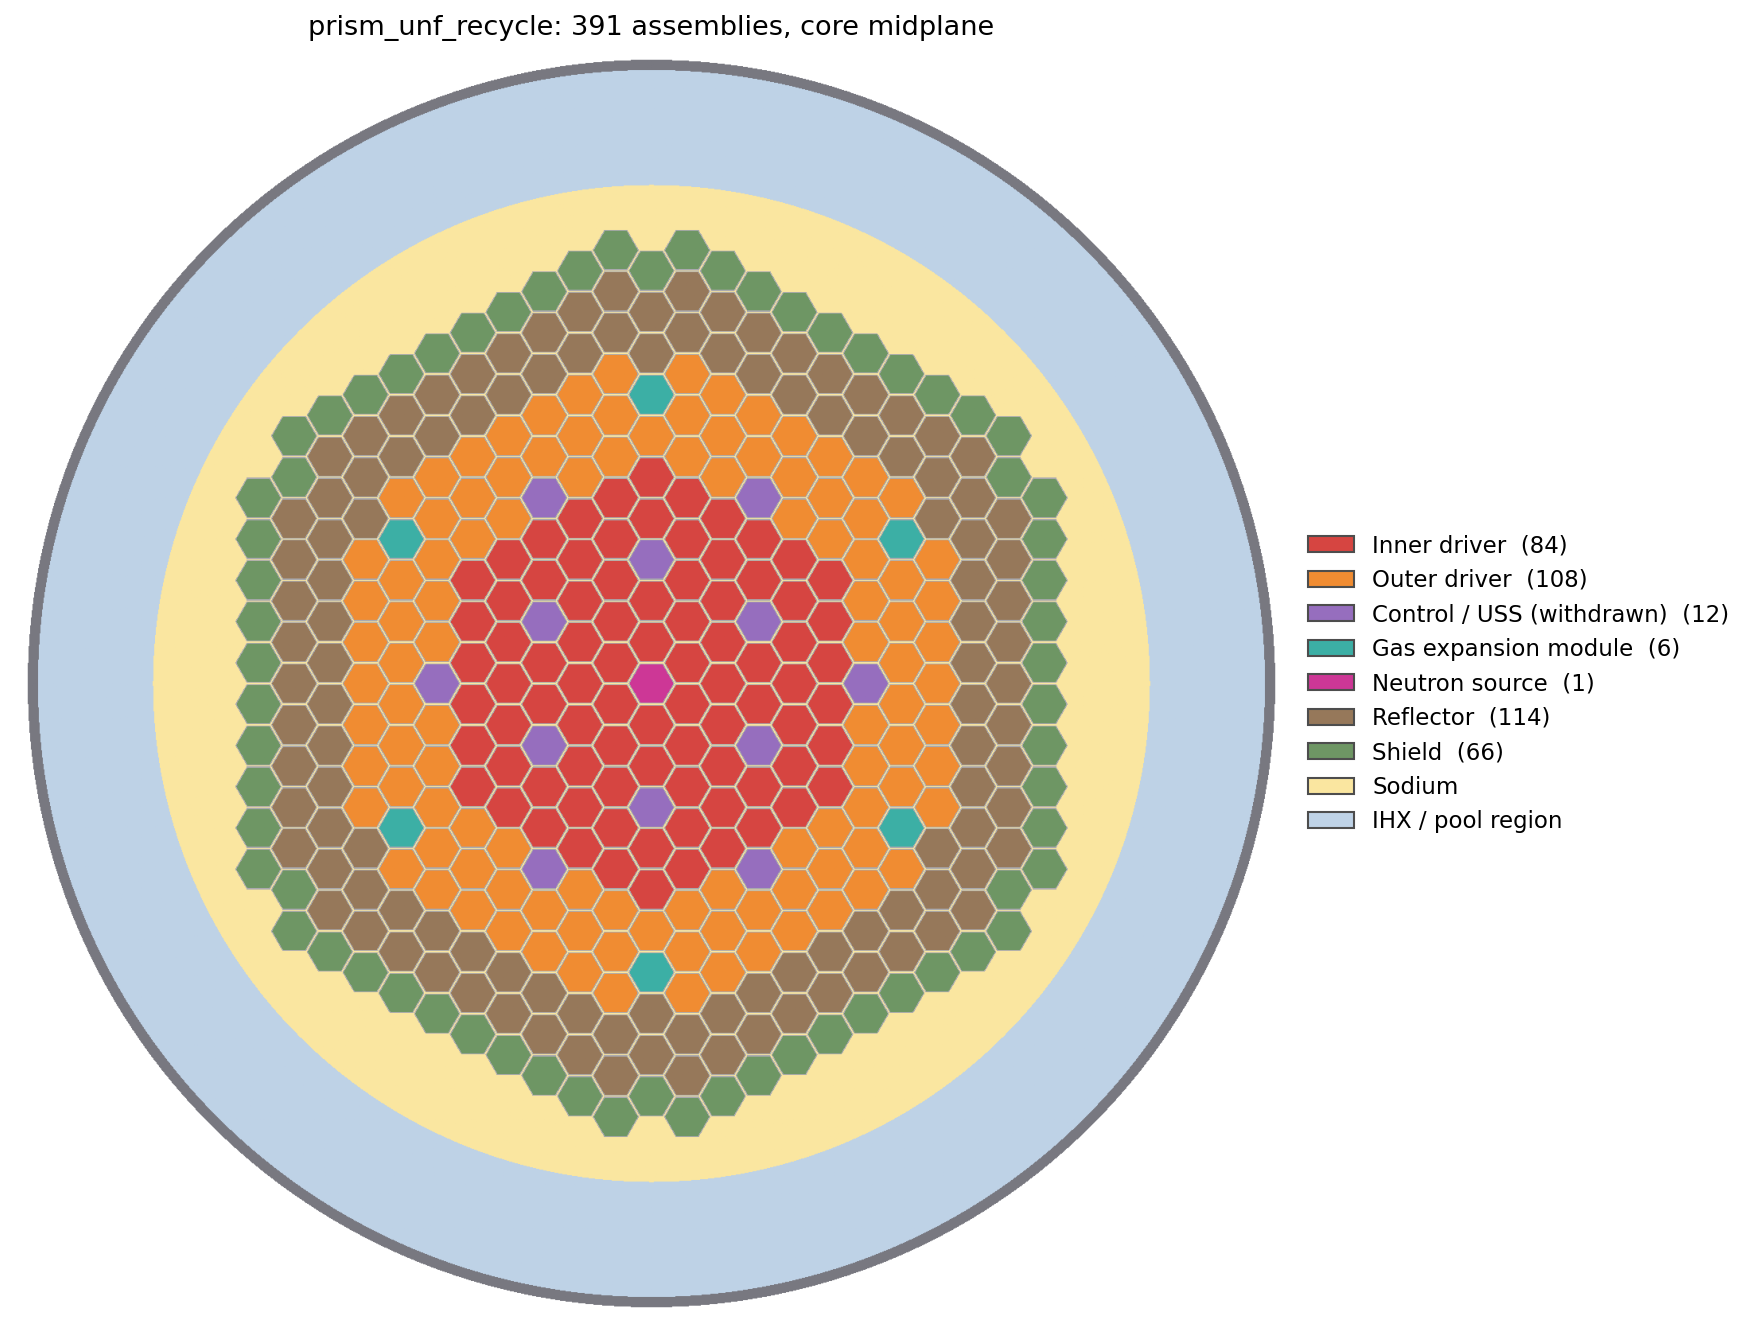 prism_unf_recycle: 391 assemblies, core midplane
Inner driver (84)
Outer driver (108)
Control / USS (withdrawn) (12)
Gas expansion module (6)
Neutron source (1)
Reflector (114)
Shield (66)
Sodium
IHX / pool region